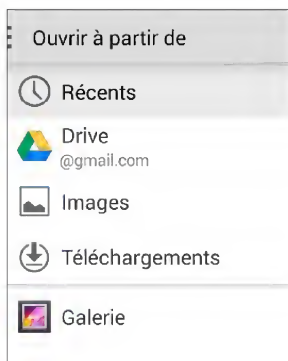 Ouvrir à partir de
Récents
Drive
@gmail.com
Images
Téléchargements
Galerie